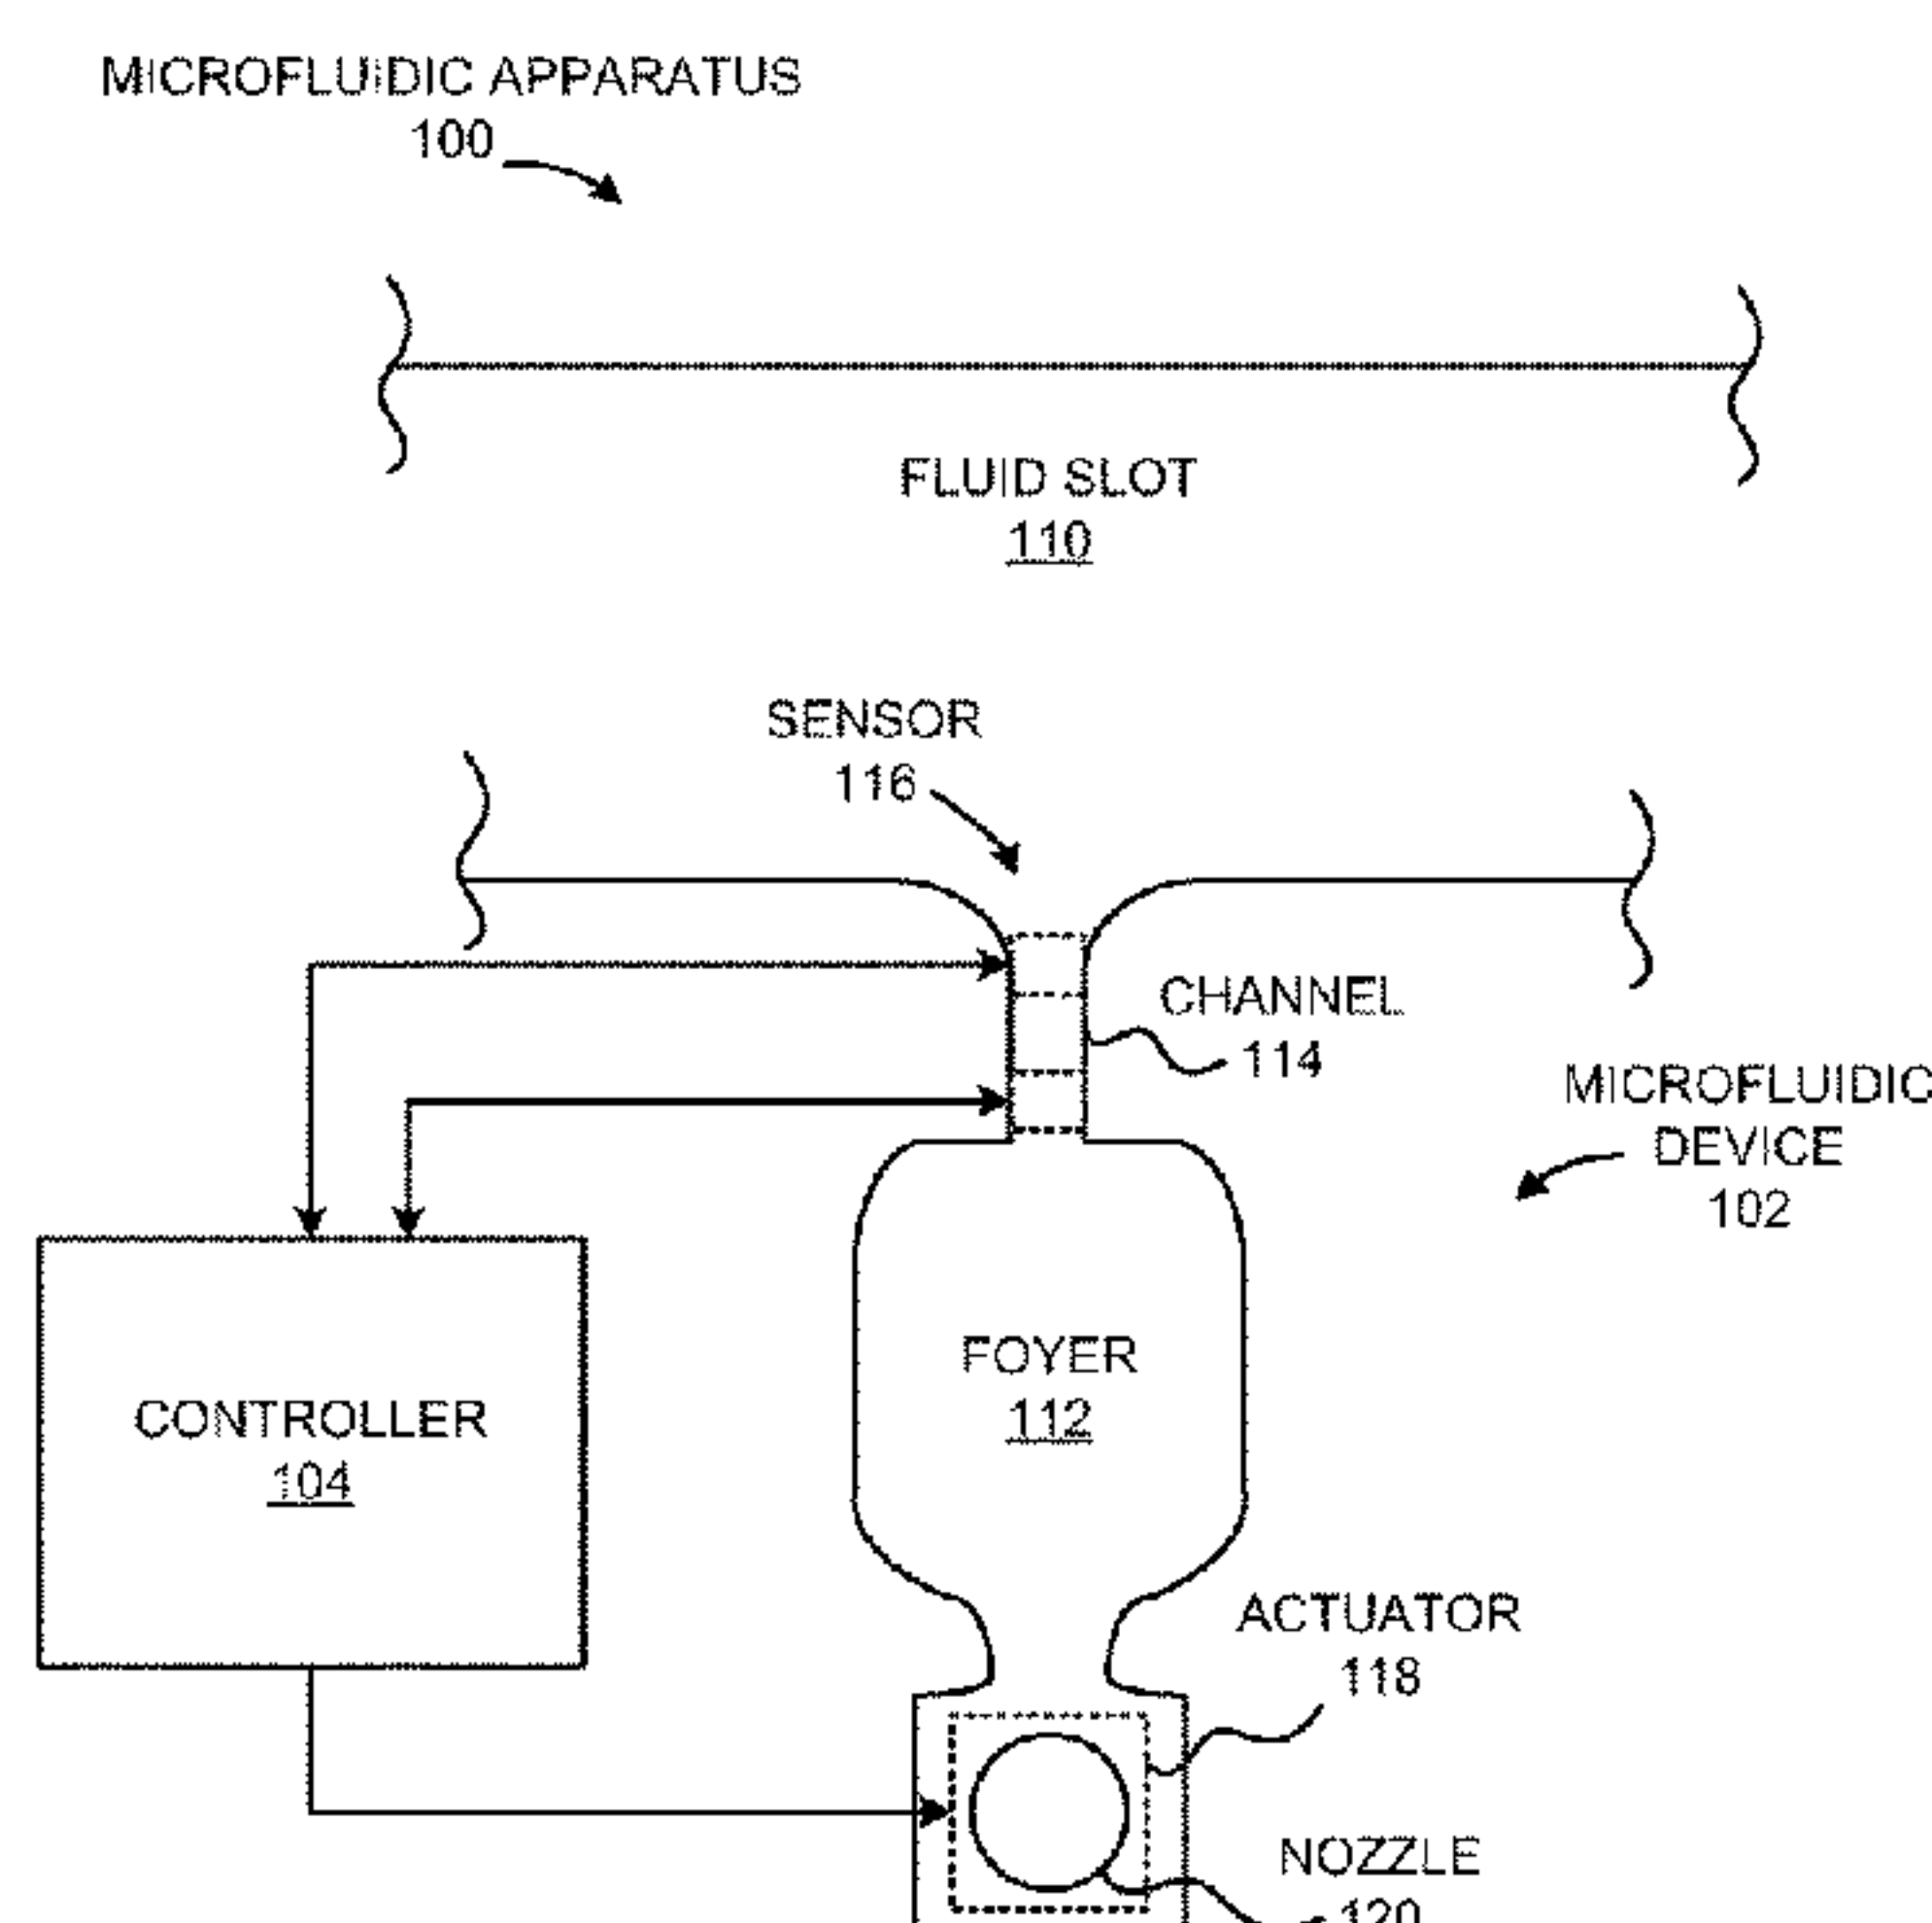 MICROFLUIDIC APPARATUS
100
FLUID SLOT
110
SENSOR
116
CHANNEL
114
MICROFLUIDIC
DEVICE
102
FOYER
112
CONTROLLER
104
ACTUATOR
118
NOZZLE
120